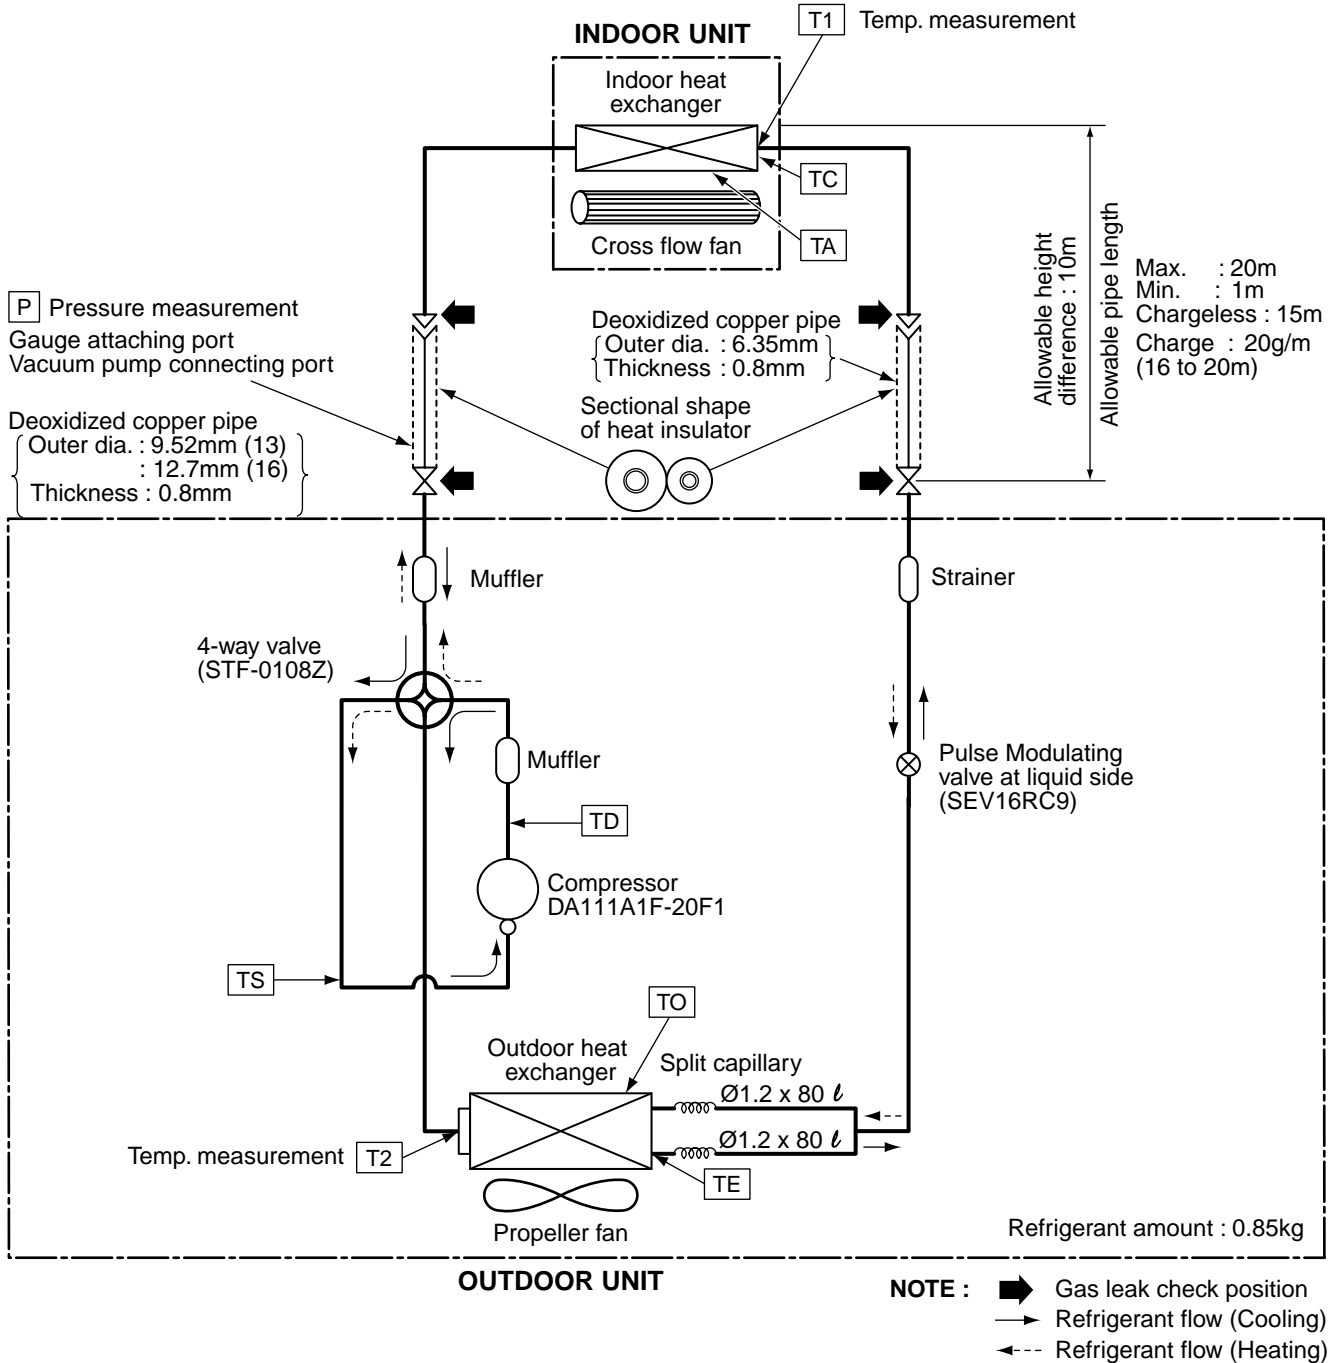 T1 Temp. measurement
INDOOR UNIT
Indoor heat
exchanger
TC
Cross flow fan
TA
Allowable height
difference : 10m
Allowable pipe length
Max. : 20m
Min. : 1m
Chargeless : 15m
Charge : 20g/m
(16 to 20m)
P Pressure measurement
Gauge attaching port
Vacuum pump connecting port
Deoxidized copper pipe
Outer dia. : 9.52mm (13)
: 12.7mm (16)
Thickness : 0.8mm
Deoxidized copper pipe
Outer dia. : 6.35mm
Thickness : 0.8mm
Sectional shape
of heat insulator
Muffler
Strainer
4-way valve
(STF-0108Z)
Muffler
Pulse Modulating
valve at liquid side
(SEV16RC9)
TD
Compressor
DA111A1F-20F1
TS
TO
Outdoor heat
exchanger
Split capillary
Ø1.2 x 80 ℓ
Ø1.2 x 80 ℓ
Temp. measurement T2
TE
Propeller fan
Refrigerant amount : 0.85kg
OUTDOOR UNIT
NOTE : Gas leak check position
Refrigerant flow (Cooling)
Refrigerant flow (Heating)